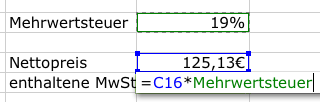 Mehrwertsteuer 19%
Nettopreis 125,13€
enthaltene MwSt =C16*Mehrwertsteuer